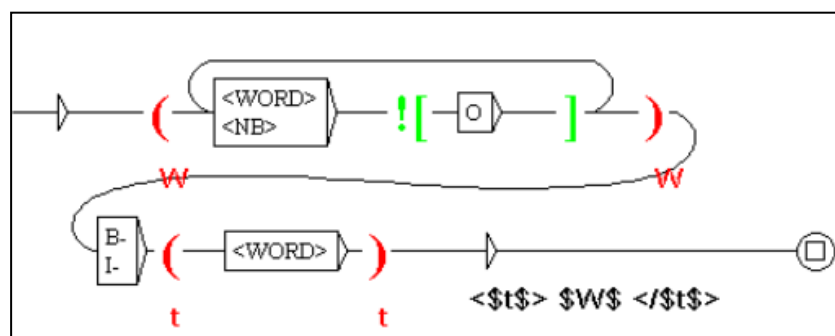 ( <WORD> ![ O ] )
<NB>
W W
B- ( <WORD> )
I-
<$t$> $W$ </$t$>
t t